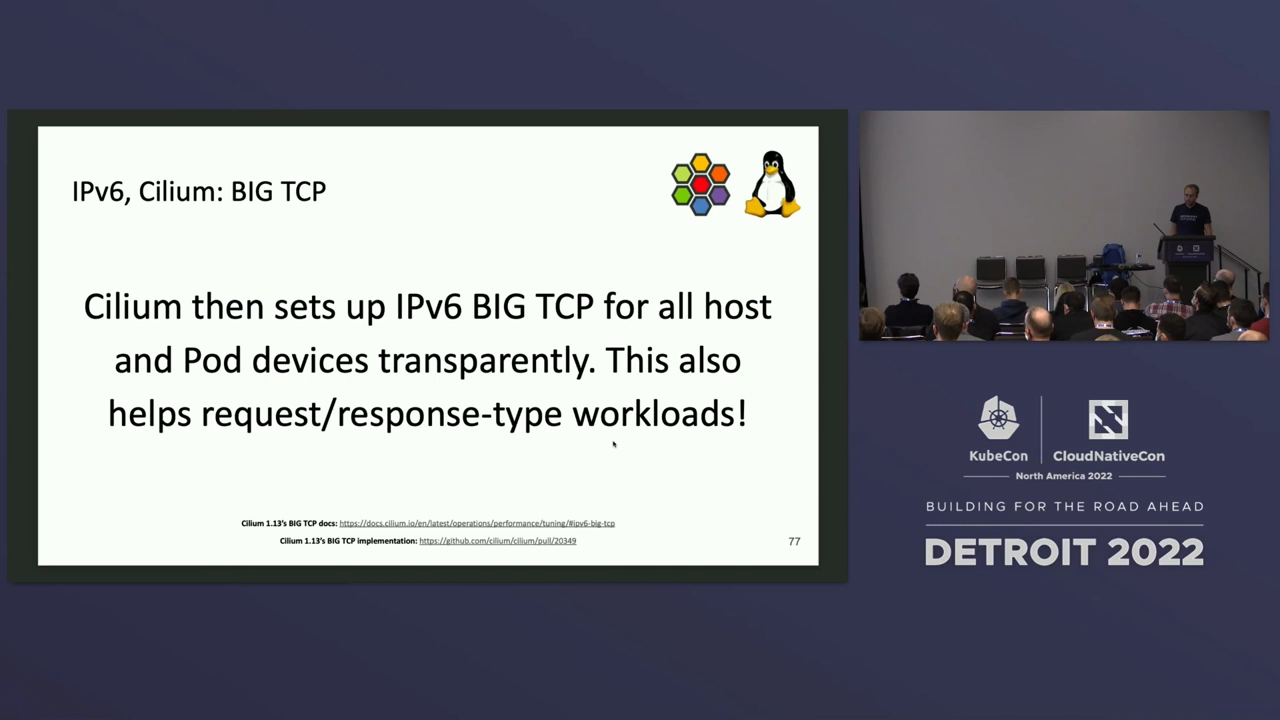 IPv6, Cilium: BIG TCP
Cilium then sets up IPv6 BIG TCP for all host
and Pod devices transparently. This also
helps request/response-type workloads!
Cilium 1.13's BIG TCP docs: https://docs.cilium.io/en/latest/operations/performance/tuning/#ipv6-big-tcp
Cilium 1.13's BIG TCP implementation: https://github.com/cilium/cilium/pull/20349
77
KubeCon
CloudNativeCon
North America 2022
BUILDING FOR THE ROAD AHEAD
DETROIT 2022